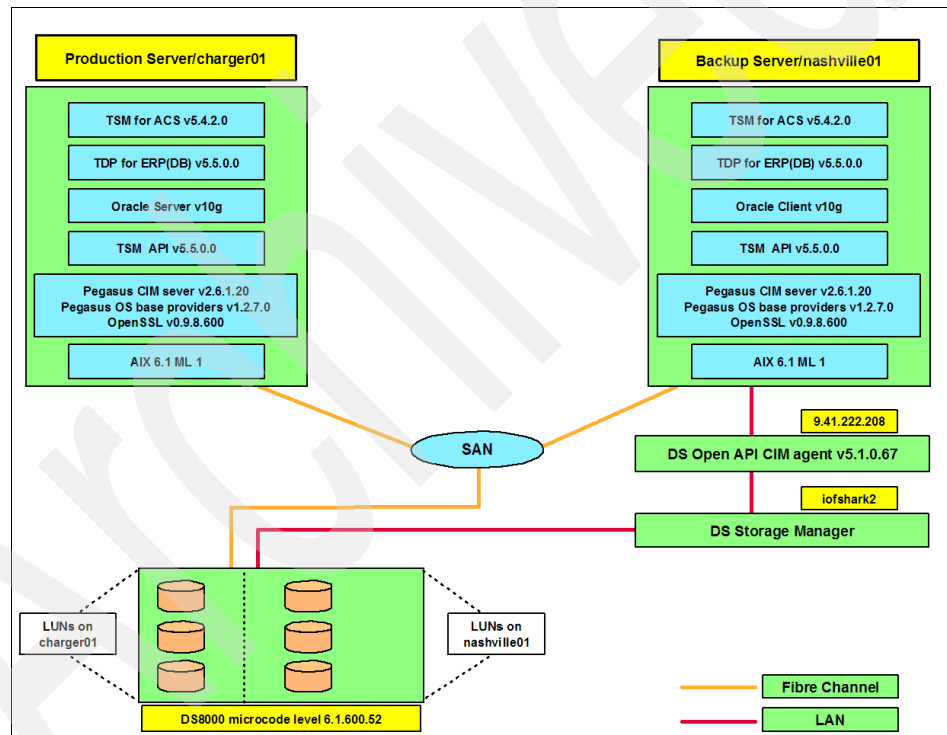 Production Server/charger01
TSM for ACS v5.4.2.0
TDP for ERP(DB) v5.5.0.0
Oracle Server v10g
TSM API v5.5.0.0
Pegasus CIM sever v2.6.1.20
Pegasus OS base providers v1.2.7.0
OpenSSL v0.9.8.600
AIX 6.1 ML 1
Backup Server/nashville01
TSM for ACS v5.4.2.0
TDP for ERP(DB) v5.5.0.0
Oracle Client v10g
TSM API v5.5.0.0
Pegasus CIM sever v2.6.1.20
Pegasus OS base providers v1.2.7.0
OpenSSL v0.9.8.600
AIX 6.1 ML 1
SAN
9.41.222.208
DS Open API CIM agent v5.1.0.67
iofshark2
DS Storage Manager
LUNs on
charger01
LUNs on
nashville01
DS8000 microcode level 6.1.600.52
Fibre Channel
LAN
Archived